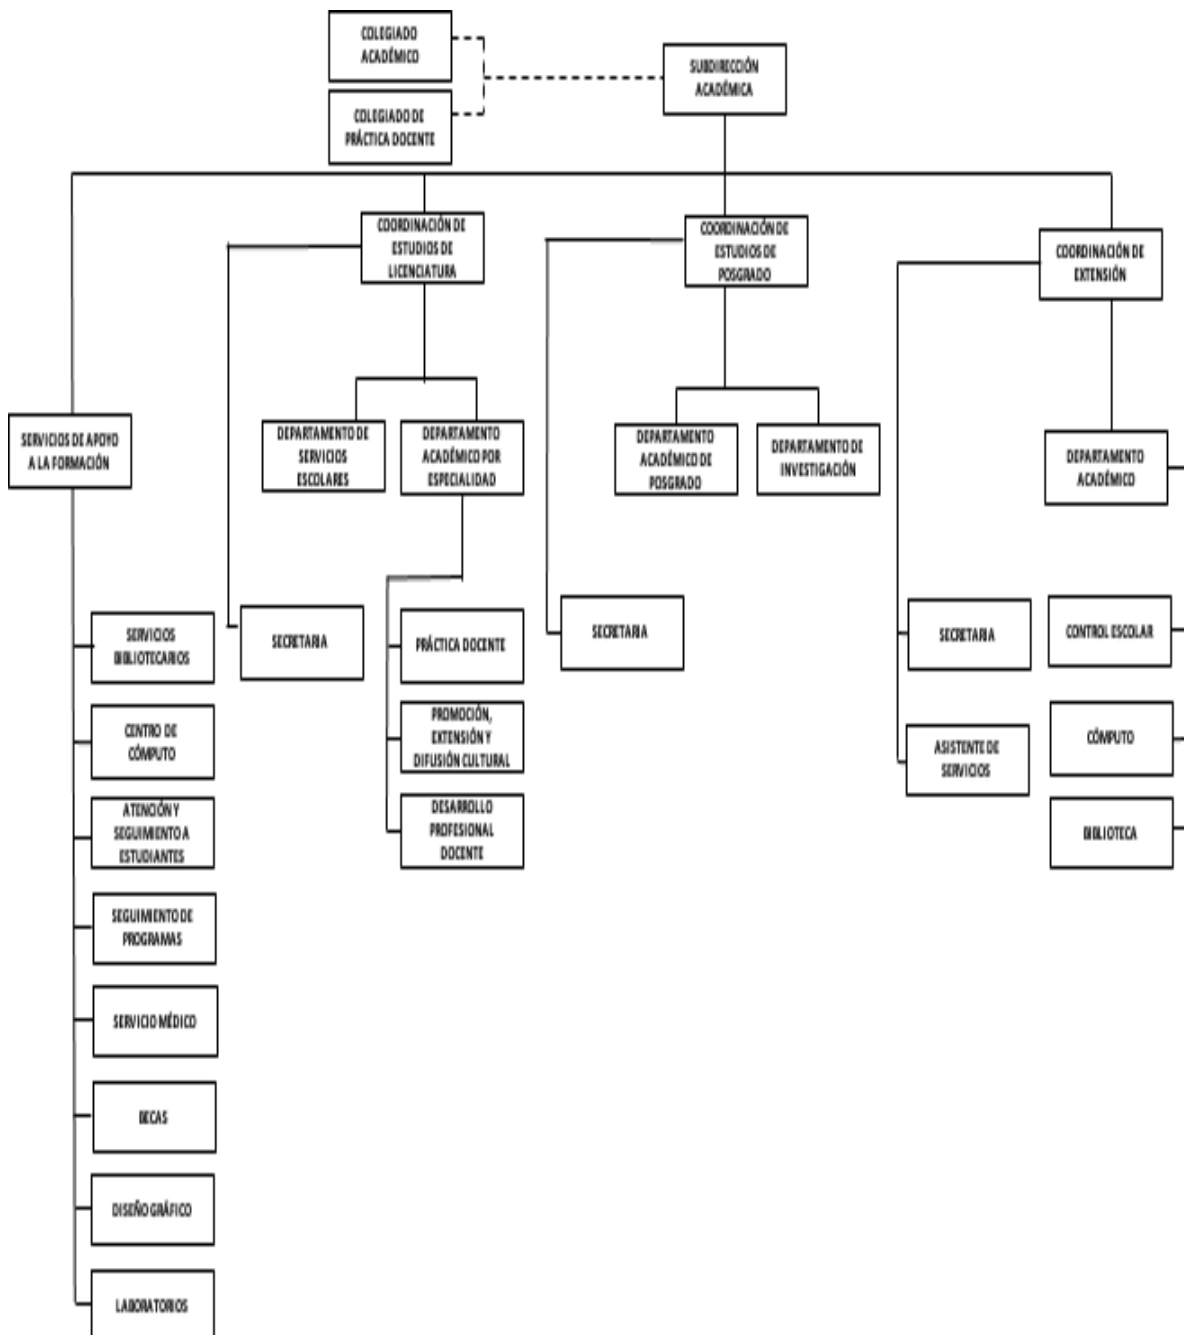 COLEGIADO
ACADÉMICO
SUBDIRECCIÓN
ACADÉMICA
COLEGIADO DE
PRÁCTICA DOCENTE
COORDINACIÓN DE
ESTUDIOS DE
LICENCIATURA
COORDINACIÓN DE
ESTUDIOS DE
POSGRADO
COORDINACIÓN DE
EXTENSIÓN
SERVICIOS DE APOYO
A LA FORMACIÓN
DEPARTAMENTO DE
SERVICIOS
ESCOLARES
DEPARTAMENTO
ACADÉMICO POR
ESPECIALIDAD
DEPARTAMENTO
ACADÉMICO DE
POSGRADO
DEPARTAMENTO DE
INVESTIGACIÓN
DEPARTAMENTO
ACADÉMICO
SERVICIOS
BIBLIOTECARIOS
SECRETARIA
PRÁCTICA DOCENTE
SECRETARIA
SECRETARIA
CONTROL ESCOLAR
CENTRO DE
CÓMPUTO
PROMOCIÓN,
EXTENSIÓN Y
DIFUSIÓN CULTURAL
ASISTENTE DE
SERVICIOS
CÓMPUTO
ATENCIÓN Y
SEGUIMIENTO A
ESTUDIANTES
DESARROLLO
PROFESIONAL
DOCENTE
BIBLIOTECA
SEGUIMIENTO DE
PROGRAMAS
SERVICIO MÉDICO
BECAS
DISEÑO GRÁFICO
LABORATORIOS